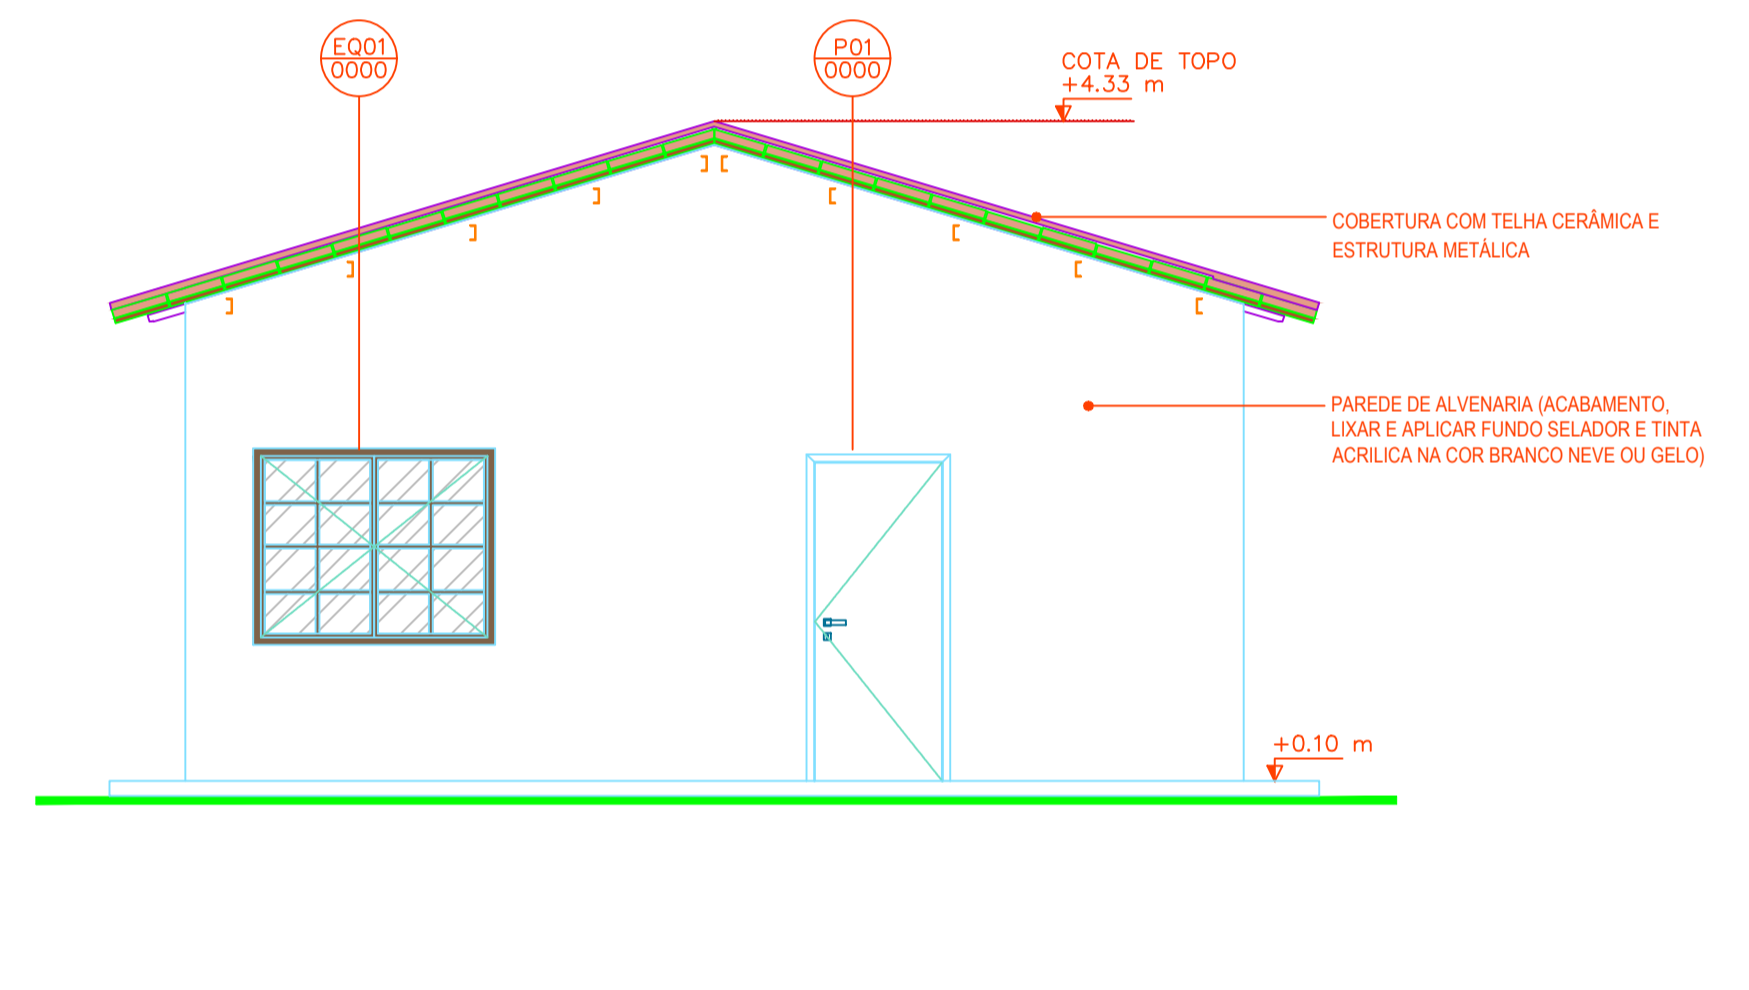 EQ01
0000
P01
0000
COTA DE TOPO
+4.33 m
COBERTURA COM TELHA CERÂMICA E
ESTRUTURA METÁLICA
PAREDE DE ALVENARIA (ACABAMENTO,
LIXAR E APLICAR FUNDO SELADOR E TINTA
ACRILICA NA COR BRANCO NEVE OU GELO)
+0.10 m